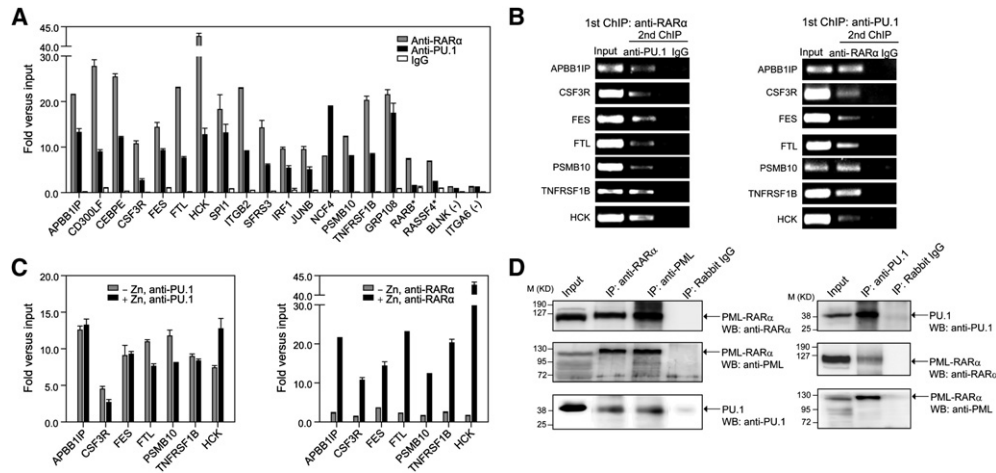 A
45.0
30.0
20.0
10.0
0.0
Fold versus input
Anti-RARα
Anti-PU.1
IgG
APBB1IP
CD300LF
CEBPE
CSF3R
FES
FTL
HCK
SPI1
ITGB2
SFRS3
IRF1
JUNB
NCF4
PSMB10
TNFRSF1B
GRP108
RARB*
RASSF4*
BLNK (-)
ITGA6 (-)
B
1st ChIP: anti-RARα
2nd ChIP
Input anti-PU.1 IgG
APBB1IP
CSF3R
FES
FTL
PSMB10
TNFRSF1B
HCK
1st ChIP: anti-PU.1
2nd ChIP
Input anti-RARα IgG
APBB1IP
CSF3R
FES
FTL
PSMB10
TNFRSF1B
HCK
C
20.0
15.0
10.0
5.0
0.0
Fold versus input
– Zn, anti-PU.1
+ Zn, anti-PU.1
APBB1IP
CSF3R
FES
FTL
PSMB10
TNFRSF1B
HCK
45.0
30.0
20.0
10.0
0.0
Fold versus input
– Zn, anti-RARα
+ Zn, anti-RARα
APBB1IP
CSF3R
FES
FTL
PSMB10
TNFRSF1B
HCK
D
M (KD)
Input
IP: anti-RARα
IP: anti-PML
IP: Rabbit IgG
190
127
PML-RARα
WB: anti-RARα
130
95
72
PML-RARα
WB: anti-PML
38
PU.1
WB: anti-PU.1
M (KD)
Input
IP: anti-PU.1
IP: Rabbit IgG
38
26
PU.1
WB: anti-PU.1
190
127
PML-RARα
WB: anti-RARα
130
95
72
PML-RARα
WB: anti-PML